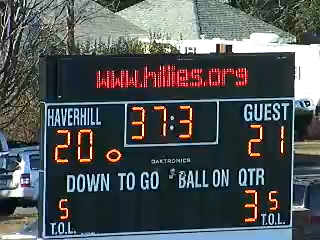 www.hillies.org
HAVERHILL 37:3 GUEST
20 21
DAKTRONICS
DOWN TO GO BALL ON QTR
5 3 5
T.O.L. T.O.L.